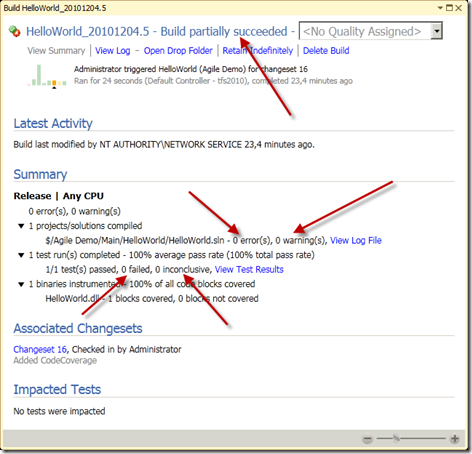 Build HelloWorld_20101204.5
HelloWorld_20101204.5 - Build partially succeeded - <No Quality Assigned>
View Summary | View Log - Open Drop Folder | Retain Indefinitely | Delete Build
Administrator triggered HelloWorld (Agile Demo) for changeset 16
Ran for 24 seconds (Default Controller - tfs2010), completed 23,4 minutes ago
Latest Activity
Build last modified by NT AUTHORITY\NETWORK SERVICE 23,4 minutes ago.
Summary
Release | Any CPU
0 error(s), 0 warning(s)
1 projects/solutions compiled
$/Agile Demo/Main/HelloWorld/HelloWorld.sln - 0 error(s), 0 warning(s), View Log File
1 test run(s) completed - 100% average pass rate (100% total pass rate)
1/1 test(s) passed, 0 failed, 0 inconclusive, View Test Results
1 binaries instrumented - 100% of all code blocks covered
HelloWorld.dll - 1 blocks covered, 0 blocks not covered
Associated Changesets
Changeset 16, Checked in by Administrator
Added CodeCoverage
Impacted Tests
No tests were impacted